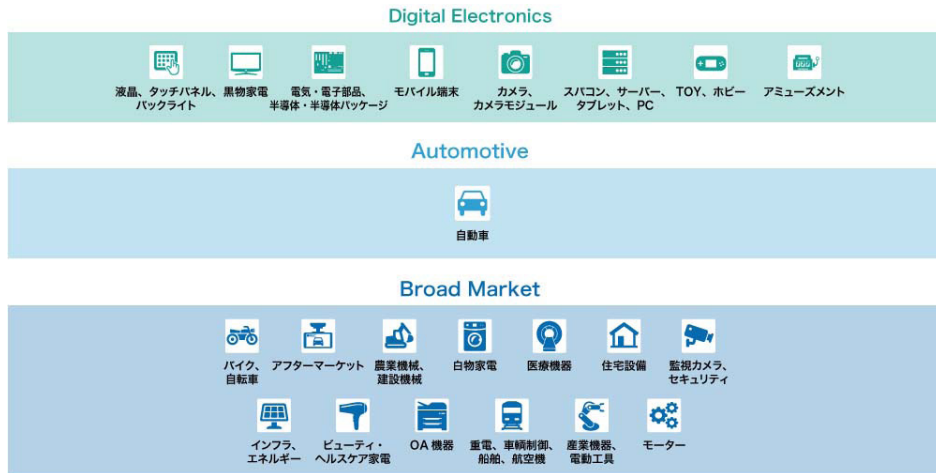 Digital Electronics
液晶、タッチパネル、
バックライト
黒物家電
電気・電子部品、
半導体・半導体パッケージ
モバイル端末
カメラ、
カメラモジュール
スパコン、サーバー、
タブレット、PC
TOY、ホビー
アミューズメント
Automotive
自動車
Broad Market
バイク、
自転車
アフターマーケット
農業機械、
建設機械
白物家電
医療機器
住宅設備
監視カメラ、
セキュリティ
インフラ、
エネルギー
ビューティ・
ヘルスケア家電
OA 機器
重電、車輌制御、
船舶、航空機
産業機器、
電動工具
モーター